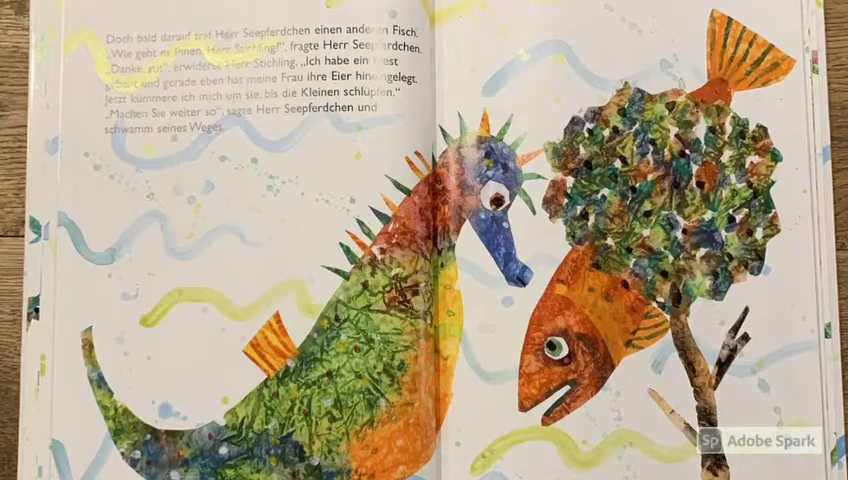 Doch bald darauf traf Herr Seepferdchen einen anderen Fisch.
„Wie geht es Ihnen, Herr Stichling?“, fragte Herr Seepferdchen.
„Danke, gut“, erwiderte Herr Stichling. „Ich habe ein Nest
gebaut und gerade eben hat meine Frau ihre Eier hineingelegt.
Jetzt kümmere ich mich um sie, bis die Kleinen schlüpfen.“
„Machen Sie weiter so“, sagte Herr Seepferdchen und
schwamm seines Weges.
Sp Adobe Spark